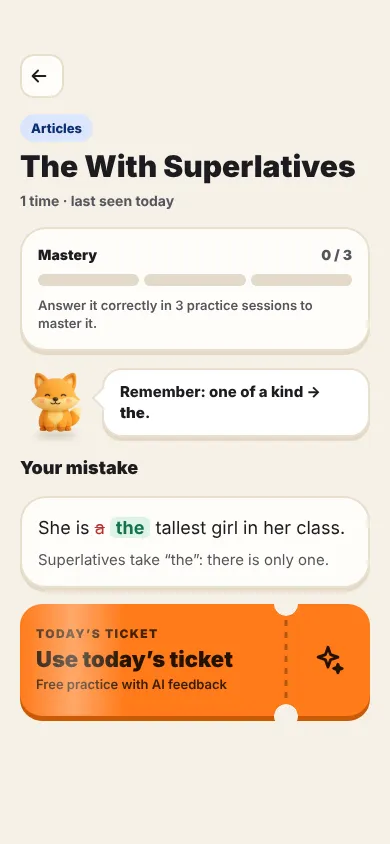 Articles
The With Superlatives
1 time · last seen today
Mastery 0 / 3
Answer it correctly in 3 practice sessions to
master it.
Remember: one of a kind →
the.
Your mistake
She is a the tallest girl in her class.
Superlatives take “the”: there is only one.
TODAY’S TICKET
Use today’s ticket
Free practice with AI feedback